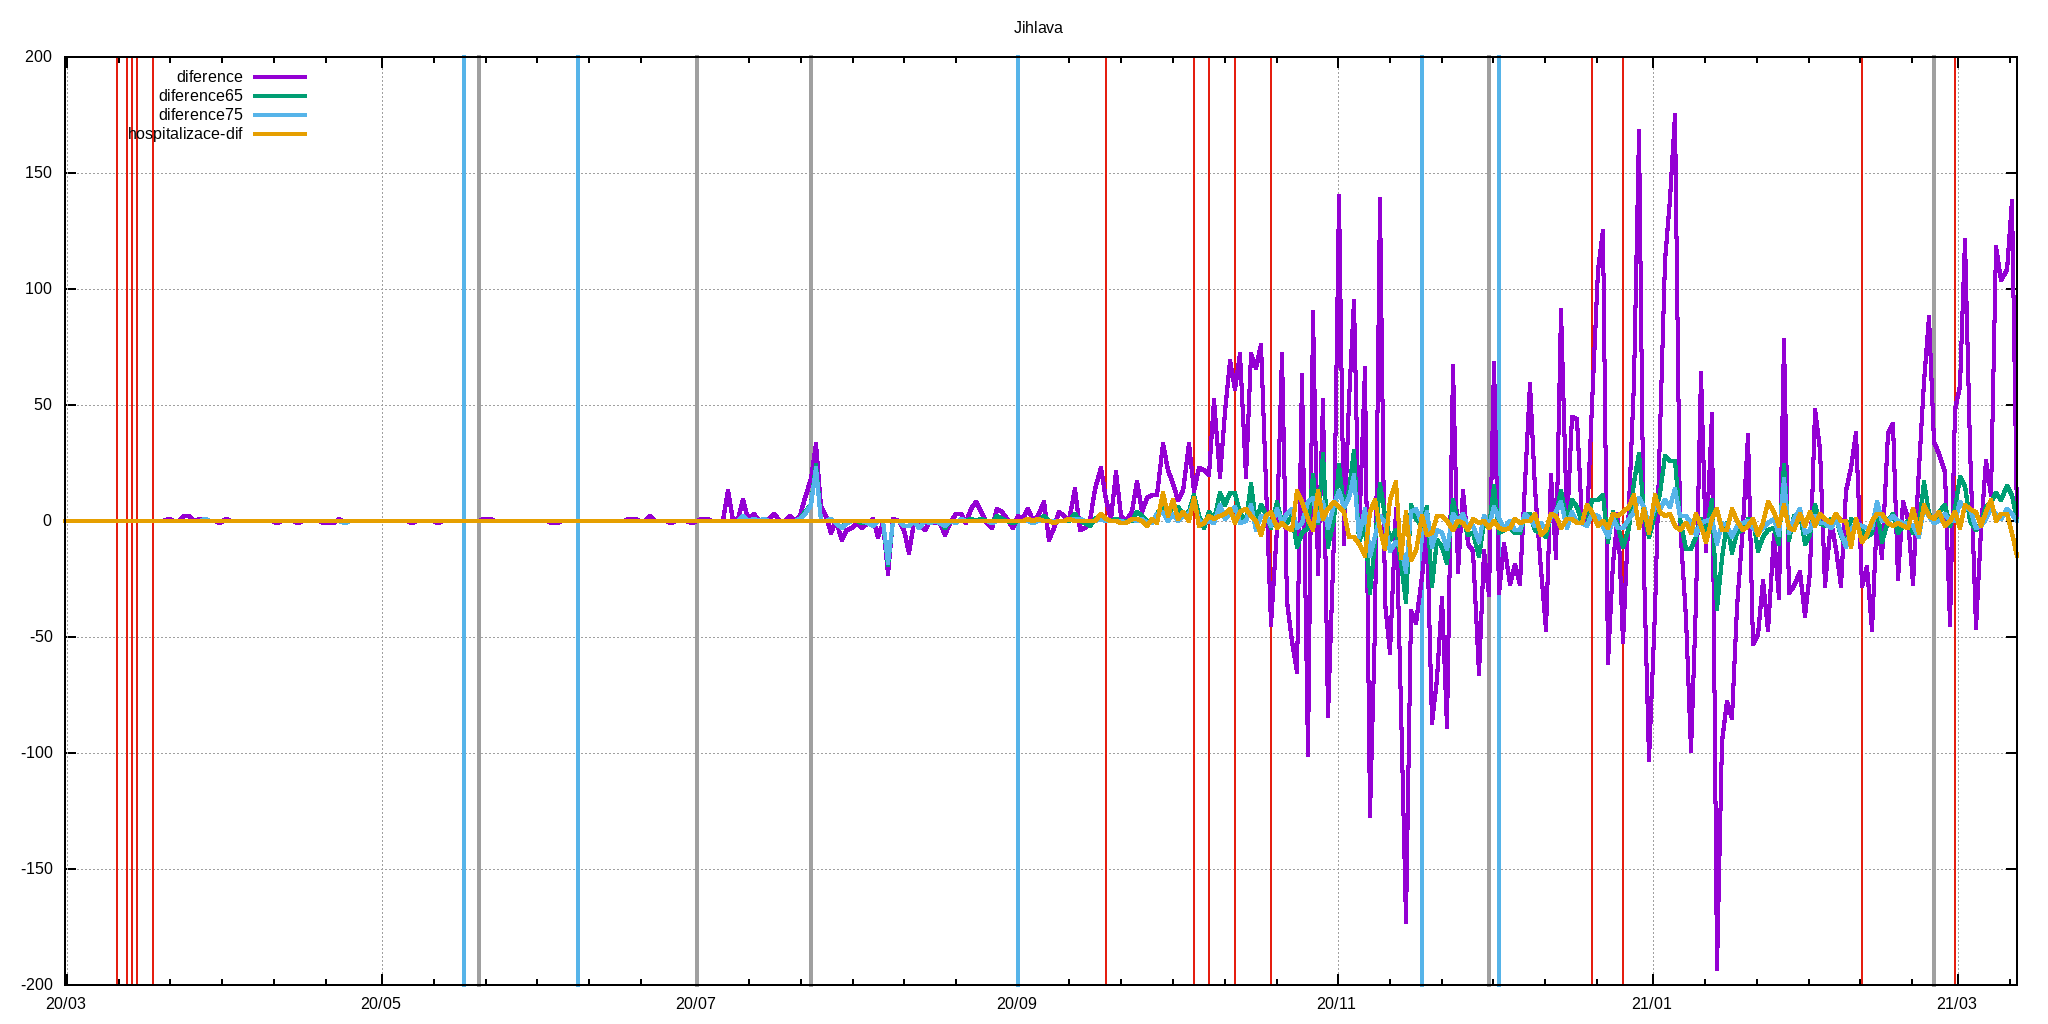 Jihlava
200
150
100
50
0
-50
-100
-150
-200
diference
diference65
diference75
hospitalizace-dif
20/03 20/05 20/07 20/09 20/11 21/01 21/03